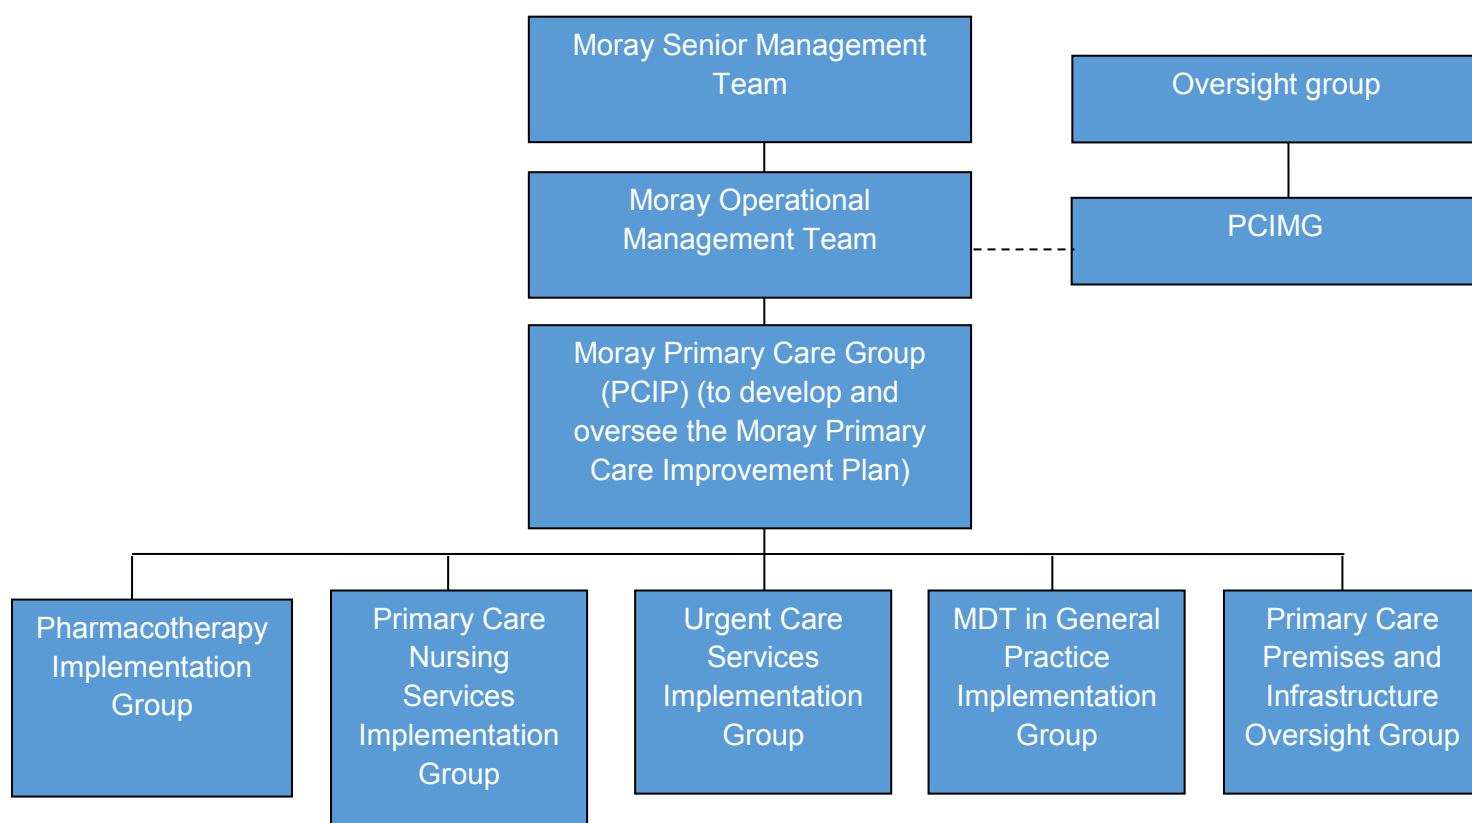 Moray Senior Management
Team
Oversight group
Moray Operational
Management Team
PCIMG
Moray Primary Care Group
(PCIP) (to develop and
oversee the Moray Primary
Care Improvement Plan)
Pharmacotherapy
Implementation
Group
Primary Care
Nursing
Services
Implementation
Group
Urgent Care
Services
Implementation
Group
MDT in General
Practice
Implementation
Group
Primary Care
Premises and
Infrastructure
Oversight Group